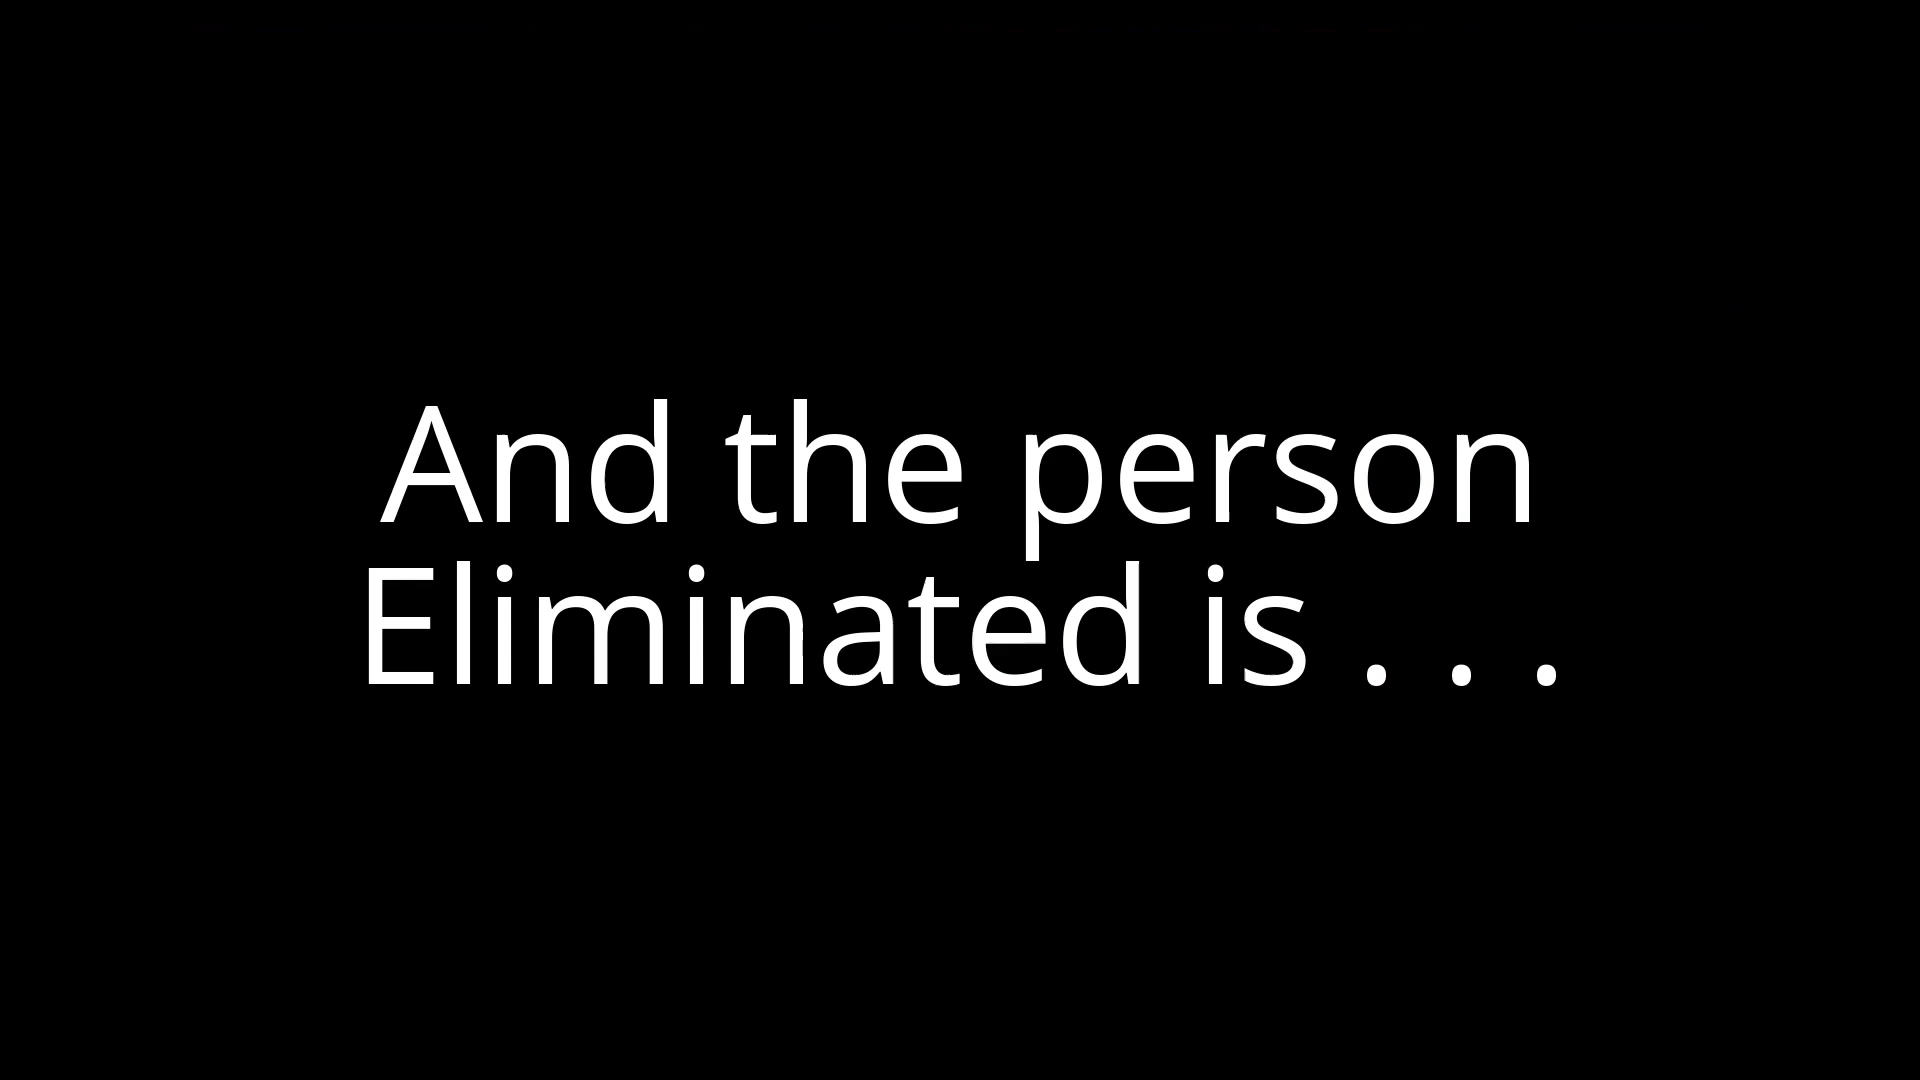 And the person
Eliminated is . . .